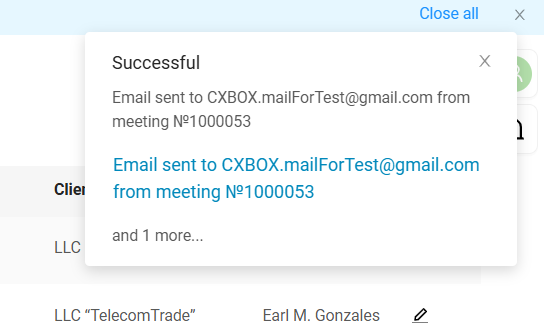 Close all
Successful
Email sent to CXBOX.mailForTest@gmail.com from
meeting №1000053
Email sent to CXBOX.mailForTest@gmail.com
from meeting №1000053
and 1 more...
LLC
LLC “TelecomTrade”
Earl M. Gonzales